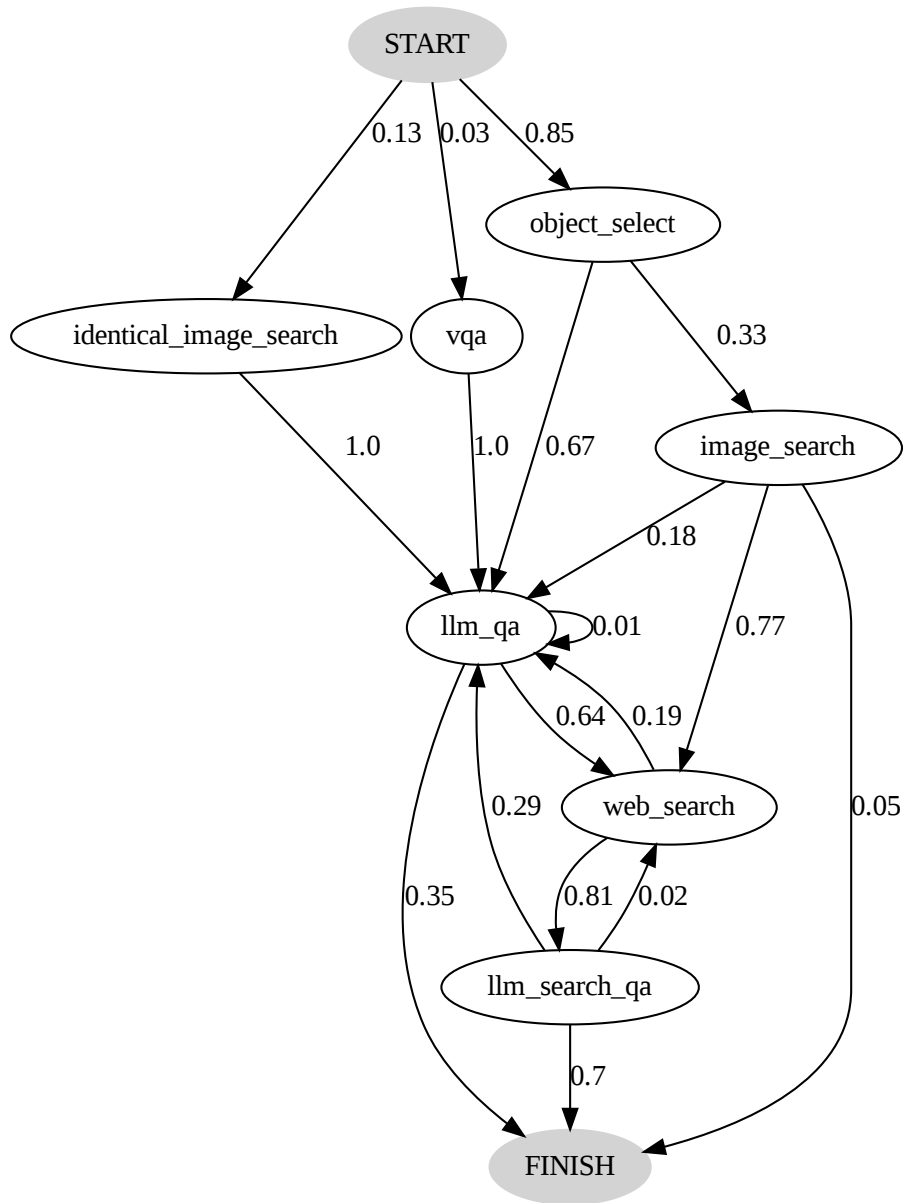 START
0.13
0.03
0.85
object_select
identical_image_search
vqa
0.33
1.0
1.0
0.67
image_search
0.18
llm_qa
0.01
0.77
0.64
0.19
0.29
web_search
0.05
0.35
0.81
0.02
llm_search_qa
0.7
FINISH